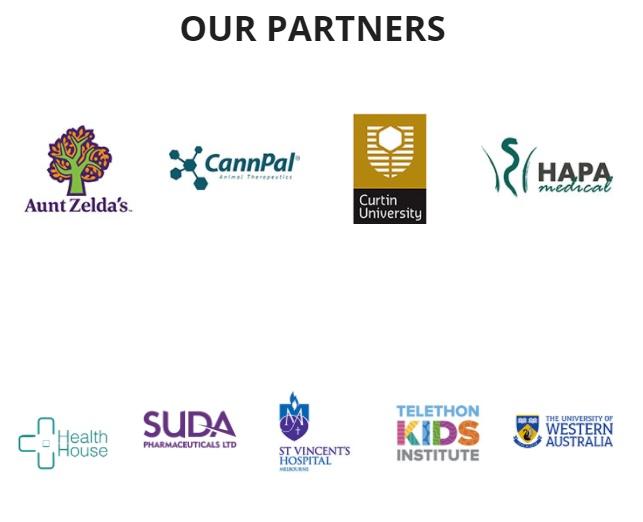 OUR PARTNERS
Aunt Zelda's™
CannPal®
Animal Therapeutics
Curtin University
HAPA
medical
Health
House
SUDA
PHARMACEUTICALS LTD
ST VINCENT'S
HOSPITAL
MELBOURNE
TELETHON
KIDS
INSTITUTE
THE UNIVERSITY OF
WESTERN
AUSTRALIA